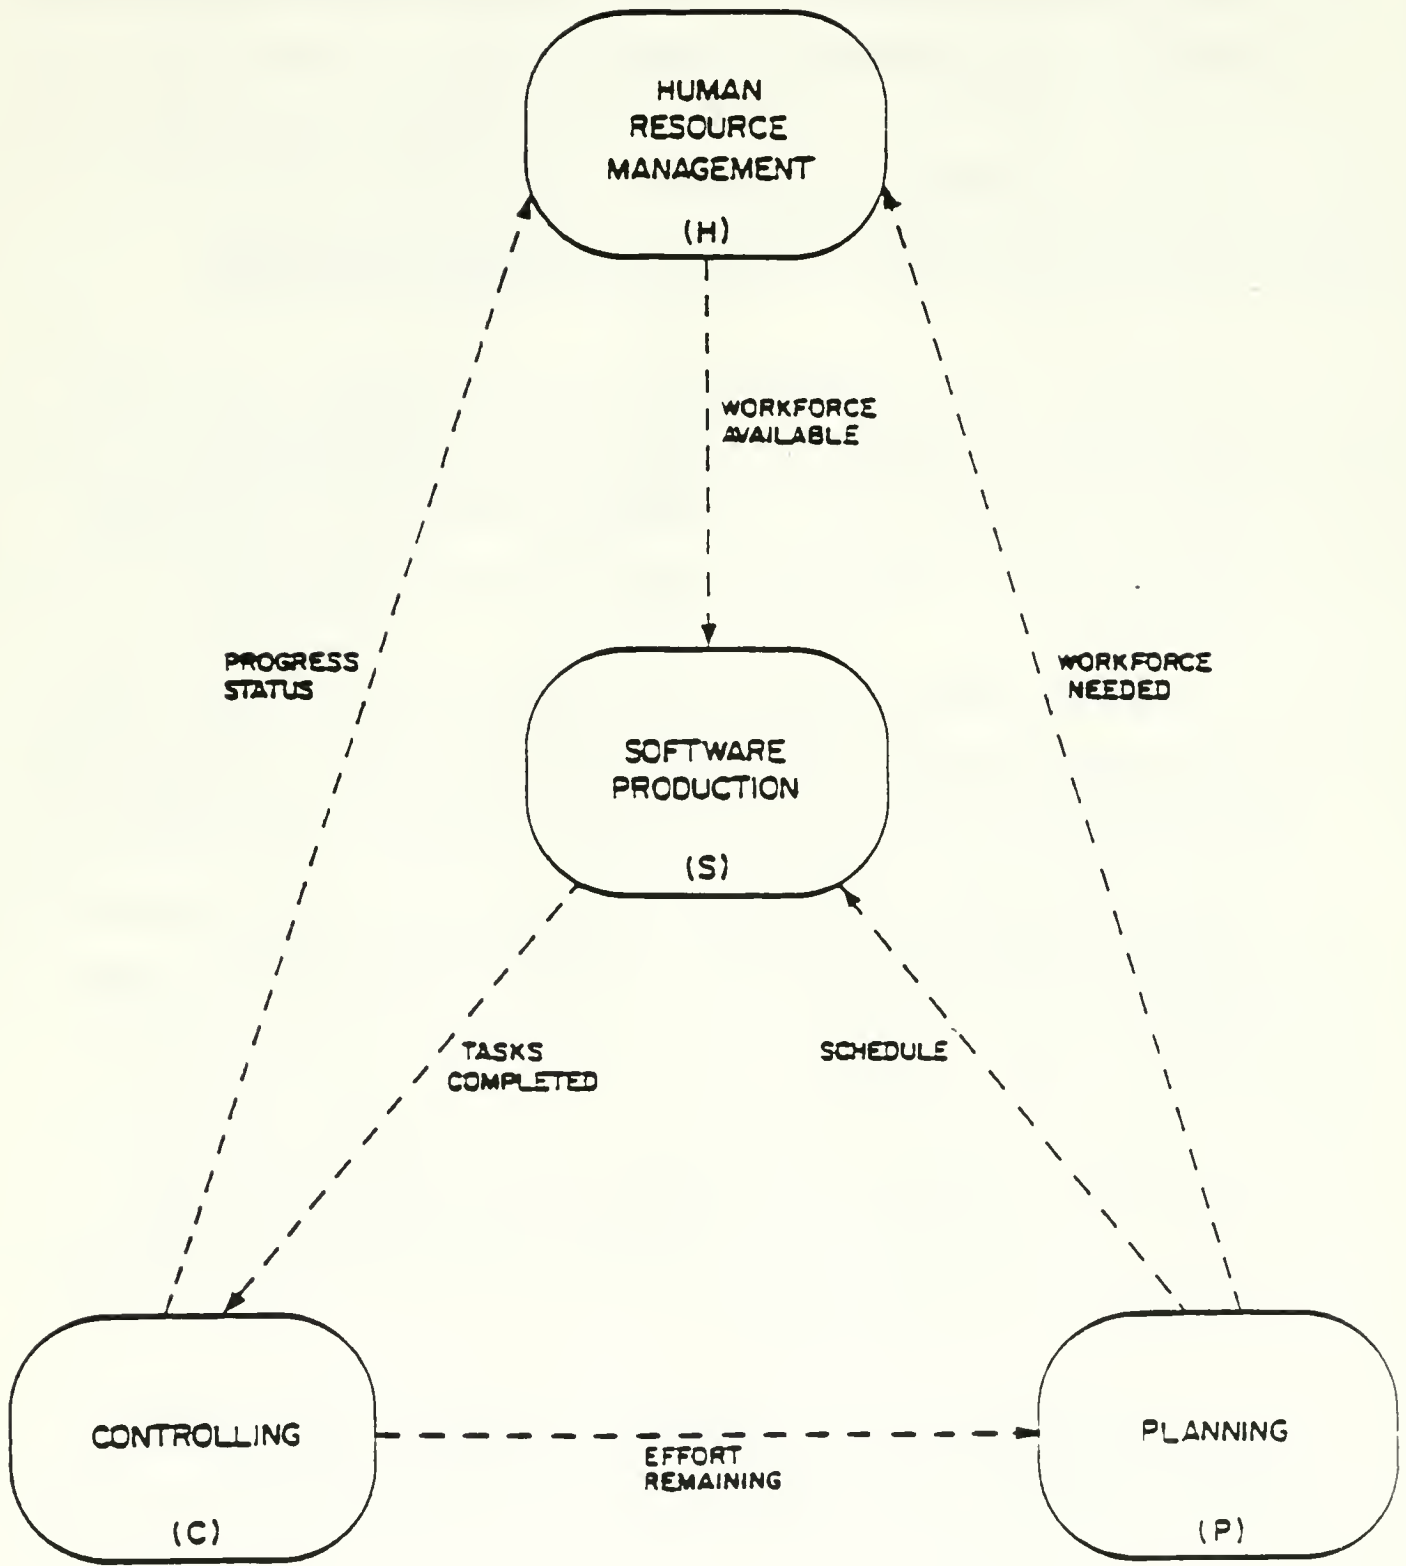 HUMAN
RESOURCE
MANAGEMENT
(H)
WORKFORCE
AVAILABLE
PROGRESS
STATUS
WORKFORCE
NEEDED
SOFTWARE
PRODUCTION
(S)
TASKS
COMPLETED
SCHEDULE
CONTROLLING
(C)
EFFORT
REMAINING
PLANNING
(P)